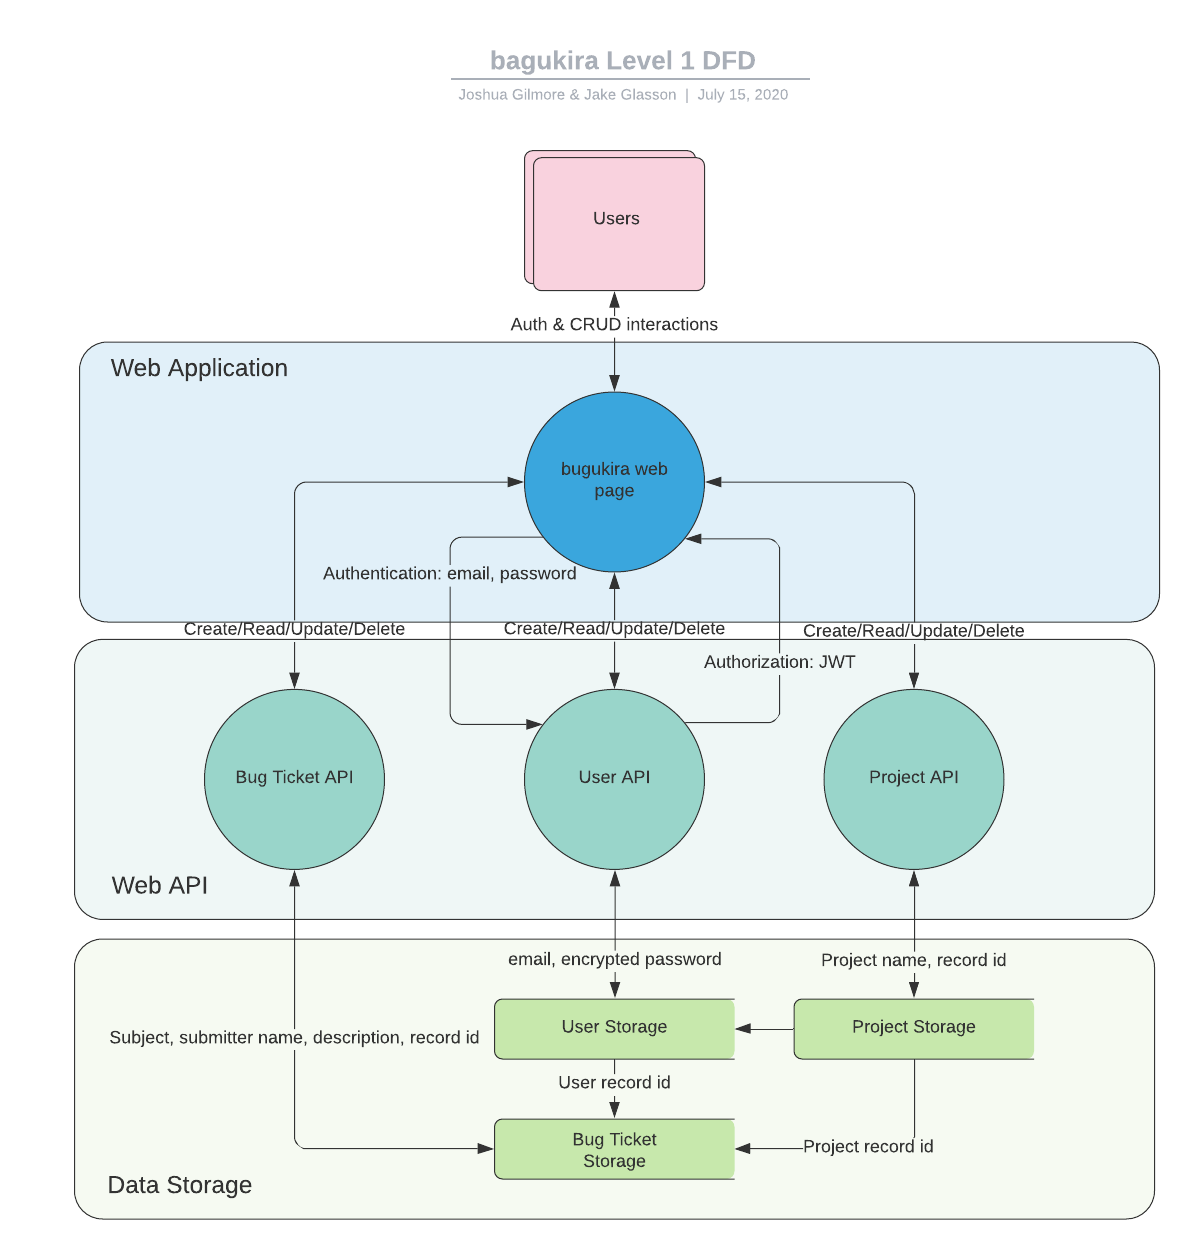 bagukira Level 1 DFD
Joshua Gilmore & Jake Glasson | July 15, 2020
Users
Auth & CRUD interactions
Web Application
bugukira web
page
Authentication: email, password
Create/Read/Update/Delete
Create/Read/Update/Delete
Create/Read/Update/Delete
Authorization: JWT
Bug Ticket API
User API
Project API
Web API
email, encrypted password
Project name, record id
User Storage
Project Storage
Subject, submitter name, description, record id
User record id
Bug Ticket
Storage
Project record id
Data Storage